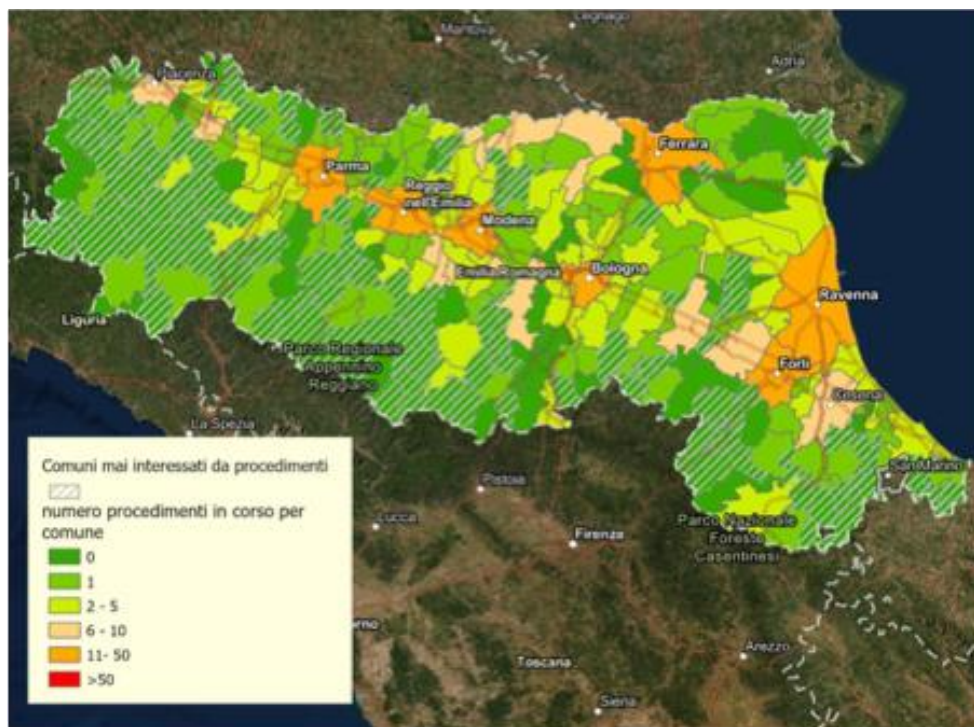 Mantova
Legnago
Adria
Piacenza
Ferrara
Parma
Reggio
nell'Emilia
Modena
Emilia-Romagna
Bologna
Ravenna
Liguria
Parco Regionale
Appennino
Reggiano
Forlì
Cesena
La Spezia
San Marino
Pistoia
Lucca
Firenze
Parco Nazionale
Foreste
Casentinesi
Arezzo
Toscana
Siena
Comuni mai interessati da procedimenti
numero procedimenti in corso per
comune
0
1
2 - 5
6 - 10
11- 50
>50